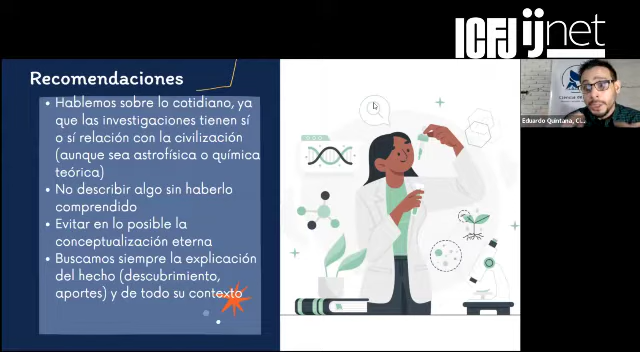 ICFJ ijnet
Recomendaciones
• Hablemos sobre lo cotidiano, ya
que las investigaciones tienen sí
o sí relación con la civilización
(aunque sea astrofísica o química
teórica)
• No describir algo sin haberlo
comprendido
• Evitar en lo posible la
conceptualización eterna
• Buscamos siempre la explicación
del hecho (descubrimiento,
aportes) y de todo su contexto
Eduardo Quintana,